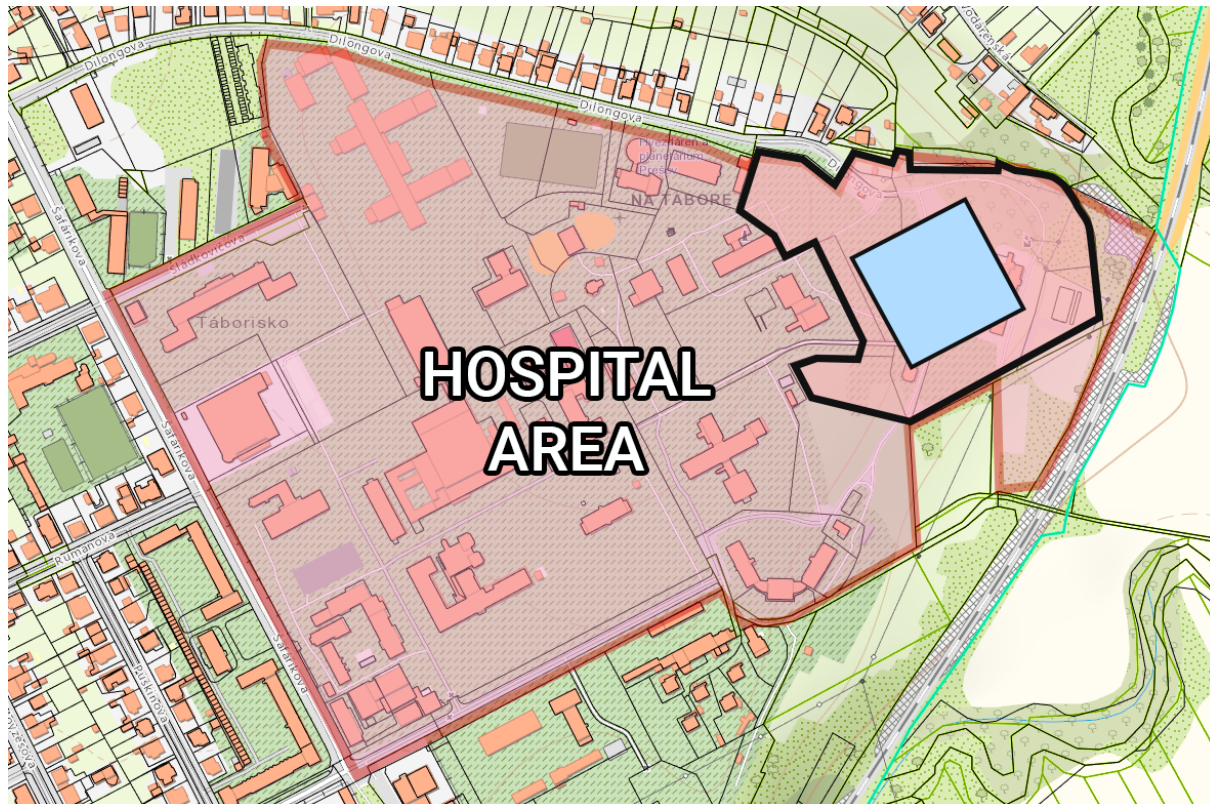 Vodárenská
Dilongova
Dilongova
Dilongova
Hvezdáreň a
planetárium
Prešov
NA TÁBORE
Šafárikova
Sládkovičova
Táborisko
HOSPITAL
AREA
Šafárikova
Rumanova
Šafárikova
Puškinova